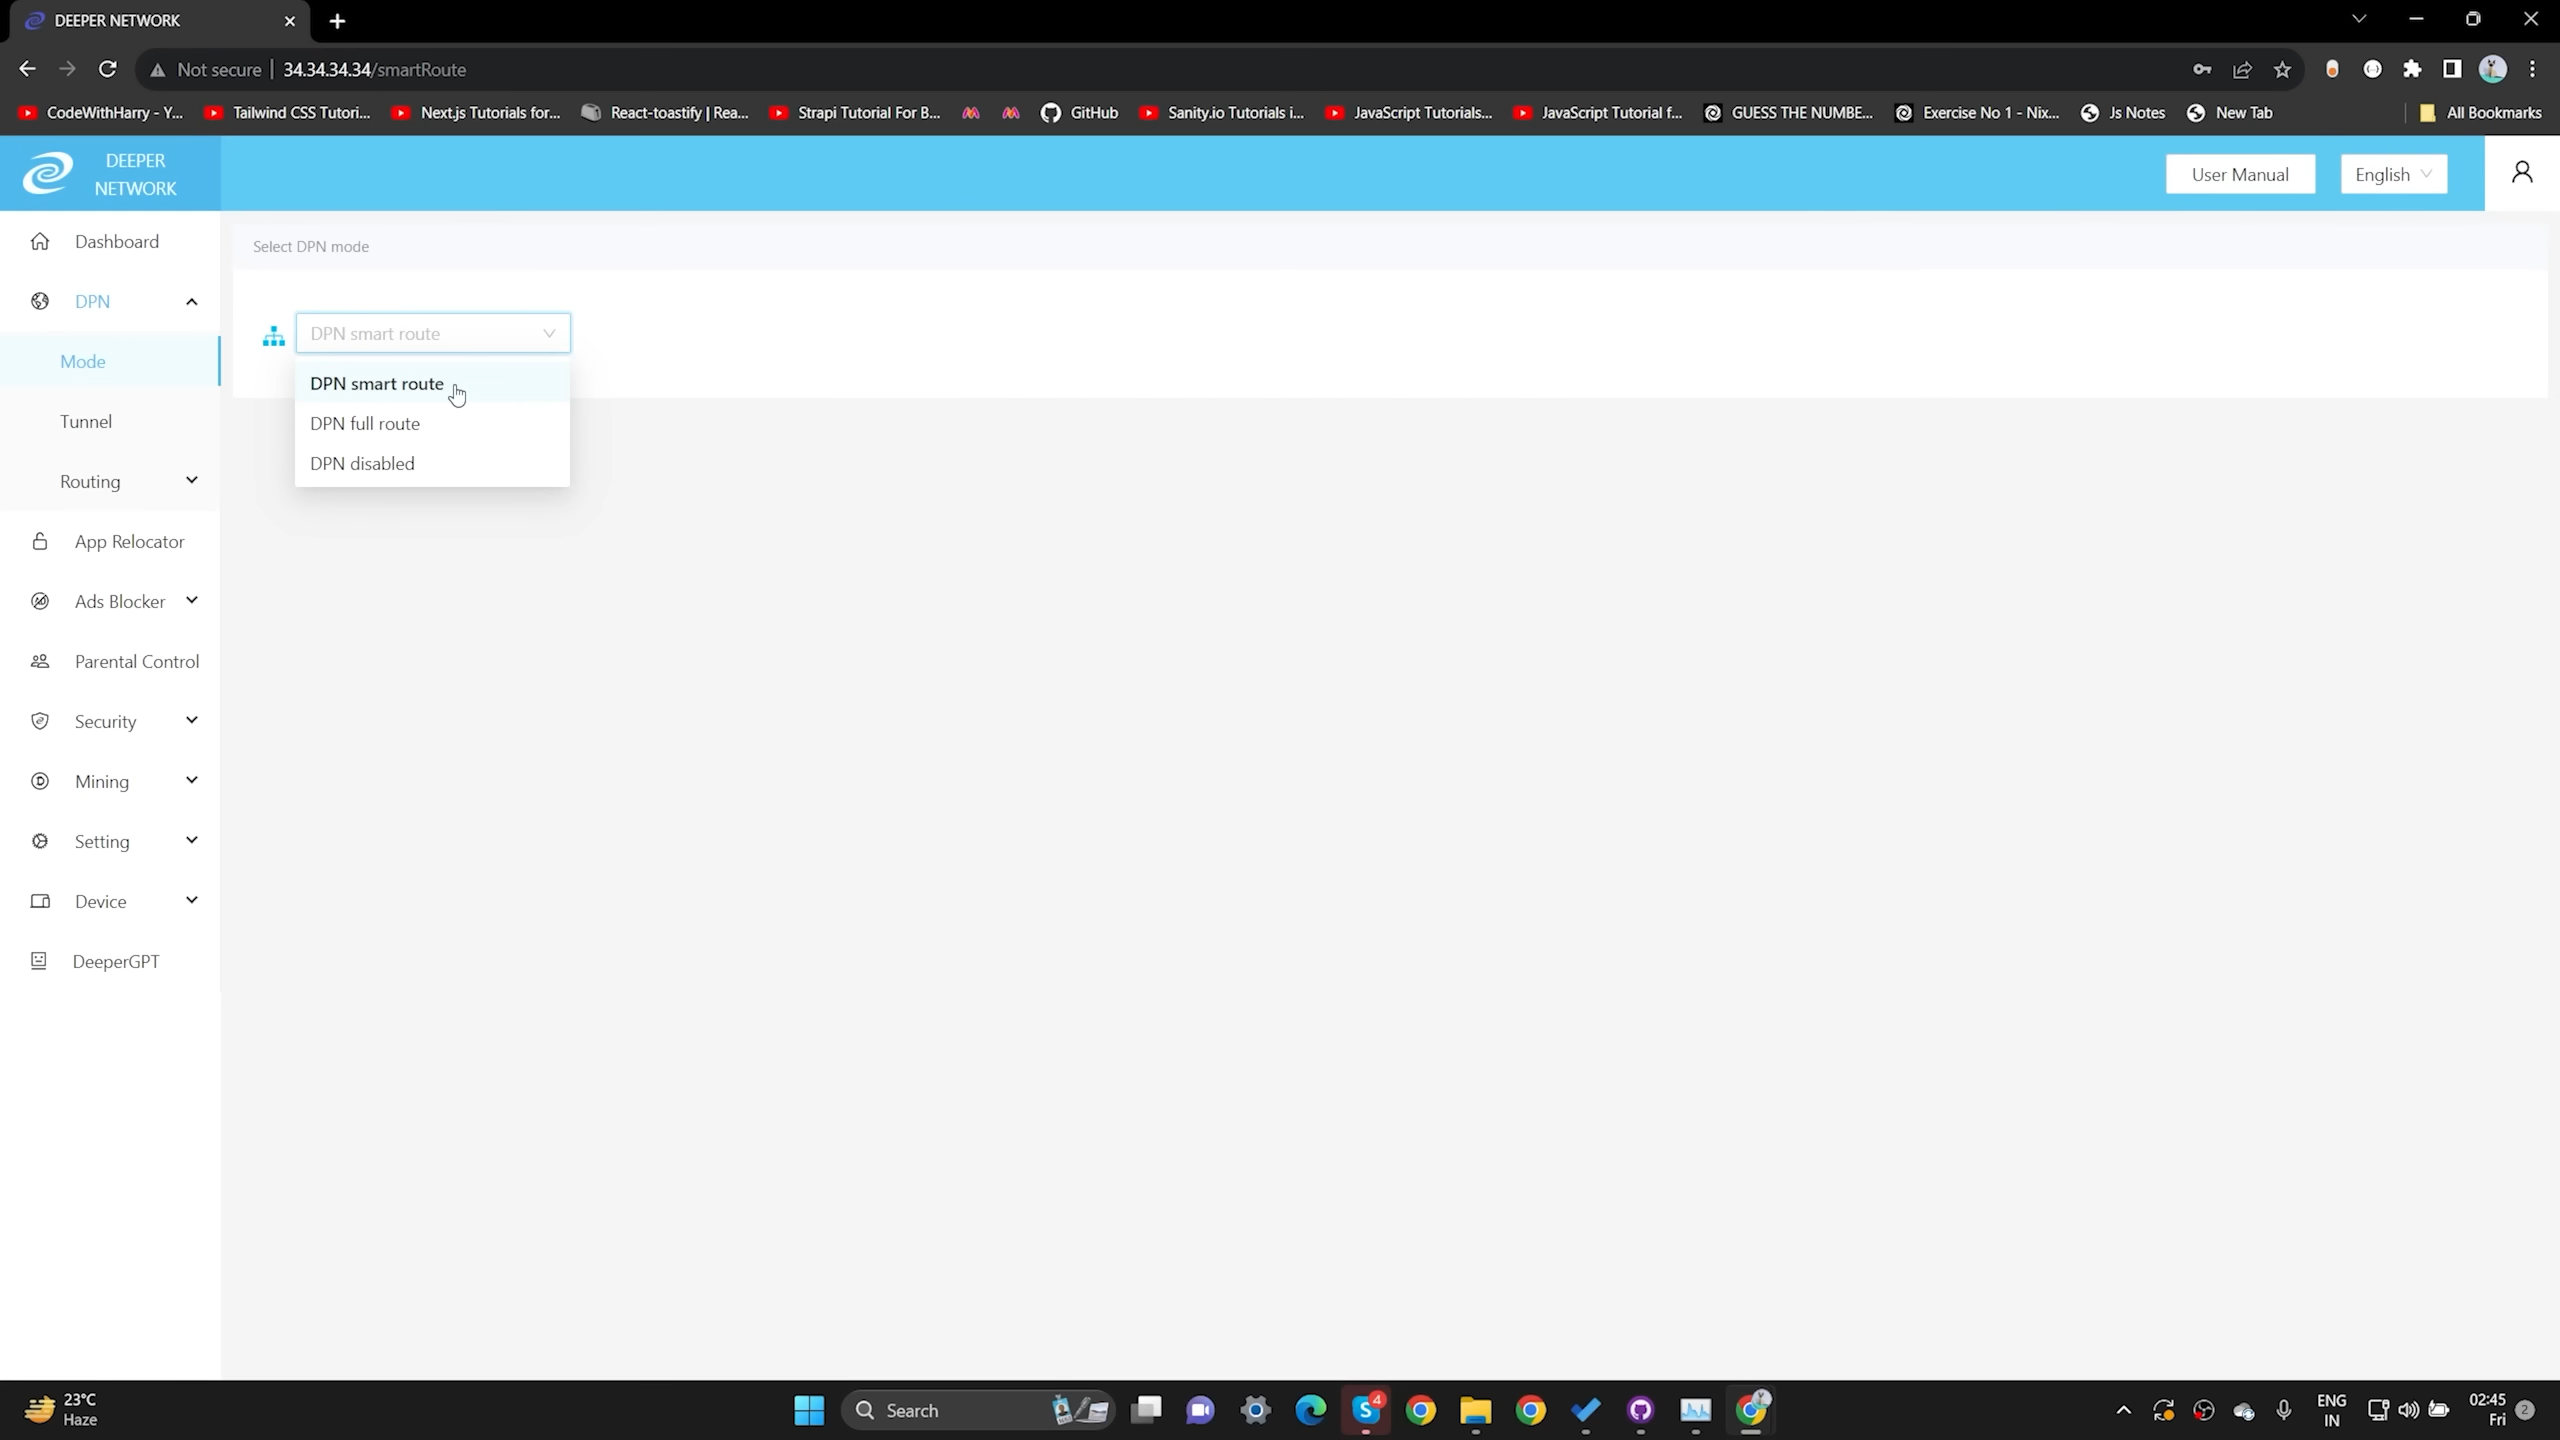 DEEPER NETWORK
Not secure
34.34.34.34/smartRoute
CodeWithHarry - Y...
Tailwind CSS Tutori...
Next.js Tutorials for...
React-toastify | Rea...
Strapi Tutorial For B...
GitHub
Sanity.io Tutorials i...
JavaScript Tutorials...
JavaScript Tutorial f...
GUESS THE NUMBE...
Exercise No 1 - Nix...
Js Notes
New Tab
All Bookmarks
DEEPER
NETWORK
User Manual
English
Dashboard
DPN
Mode
Tunnel
Routing
App Relocator
Ads Blocker
Parental Control
Security
Mining
Setting
Device
DeeperGPT
Select DPN mode
DPN smart route
DPN smart route
DPN full route
DPN disabled
23°C
Haze
Search
4
ENG
IN
02:45
Fri
2